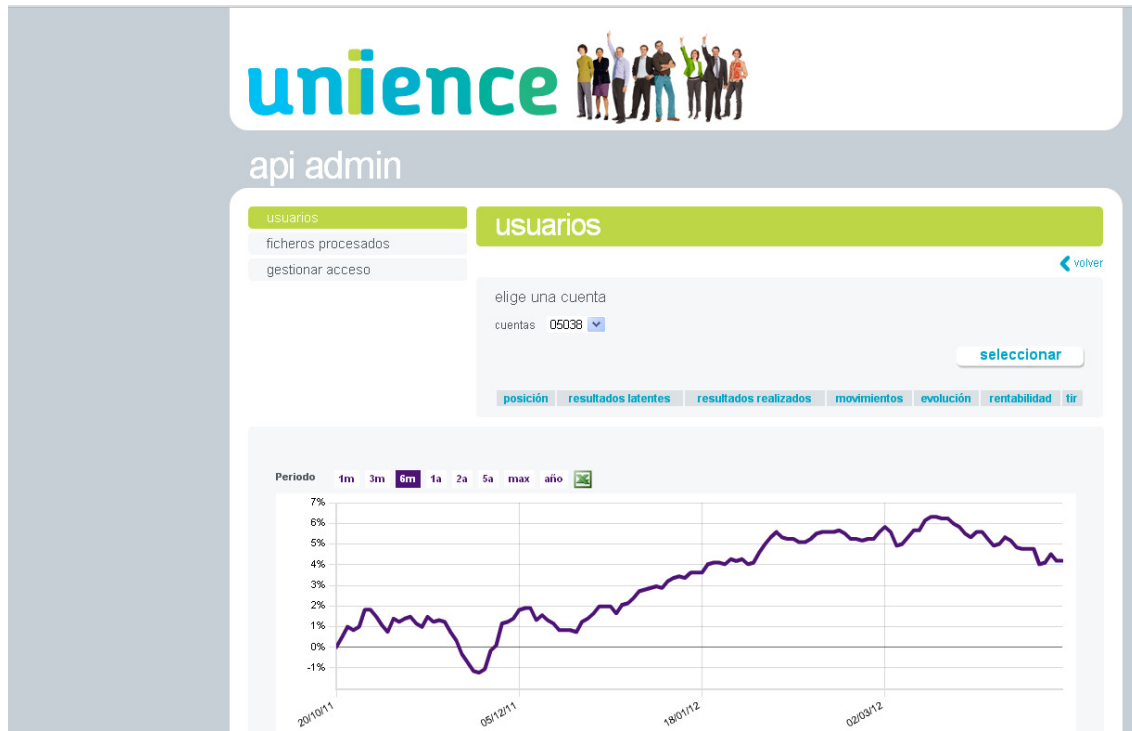 uniience
api admin
usuarios
ficheros procesados
gestionar acceso
usuarios
volver
elige una cuenta
cuentas 05038
seleccionar
posición resultados latentes resultados realizados movimientos evolución rentabilidad tir
Periodo 1m 3m 6m 1a 2a 5a max año
7%
6%
5%
4%
3%
2%
1%
0%
-1%
20/10/11 05/12/11 18/01/12 02/03/12